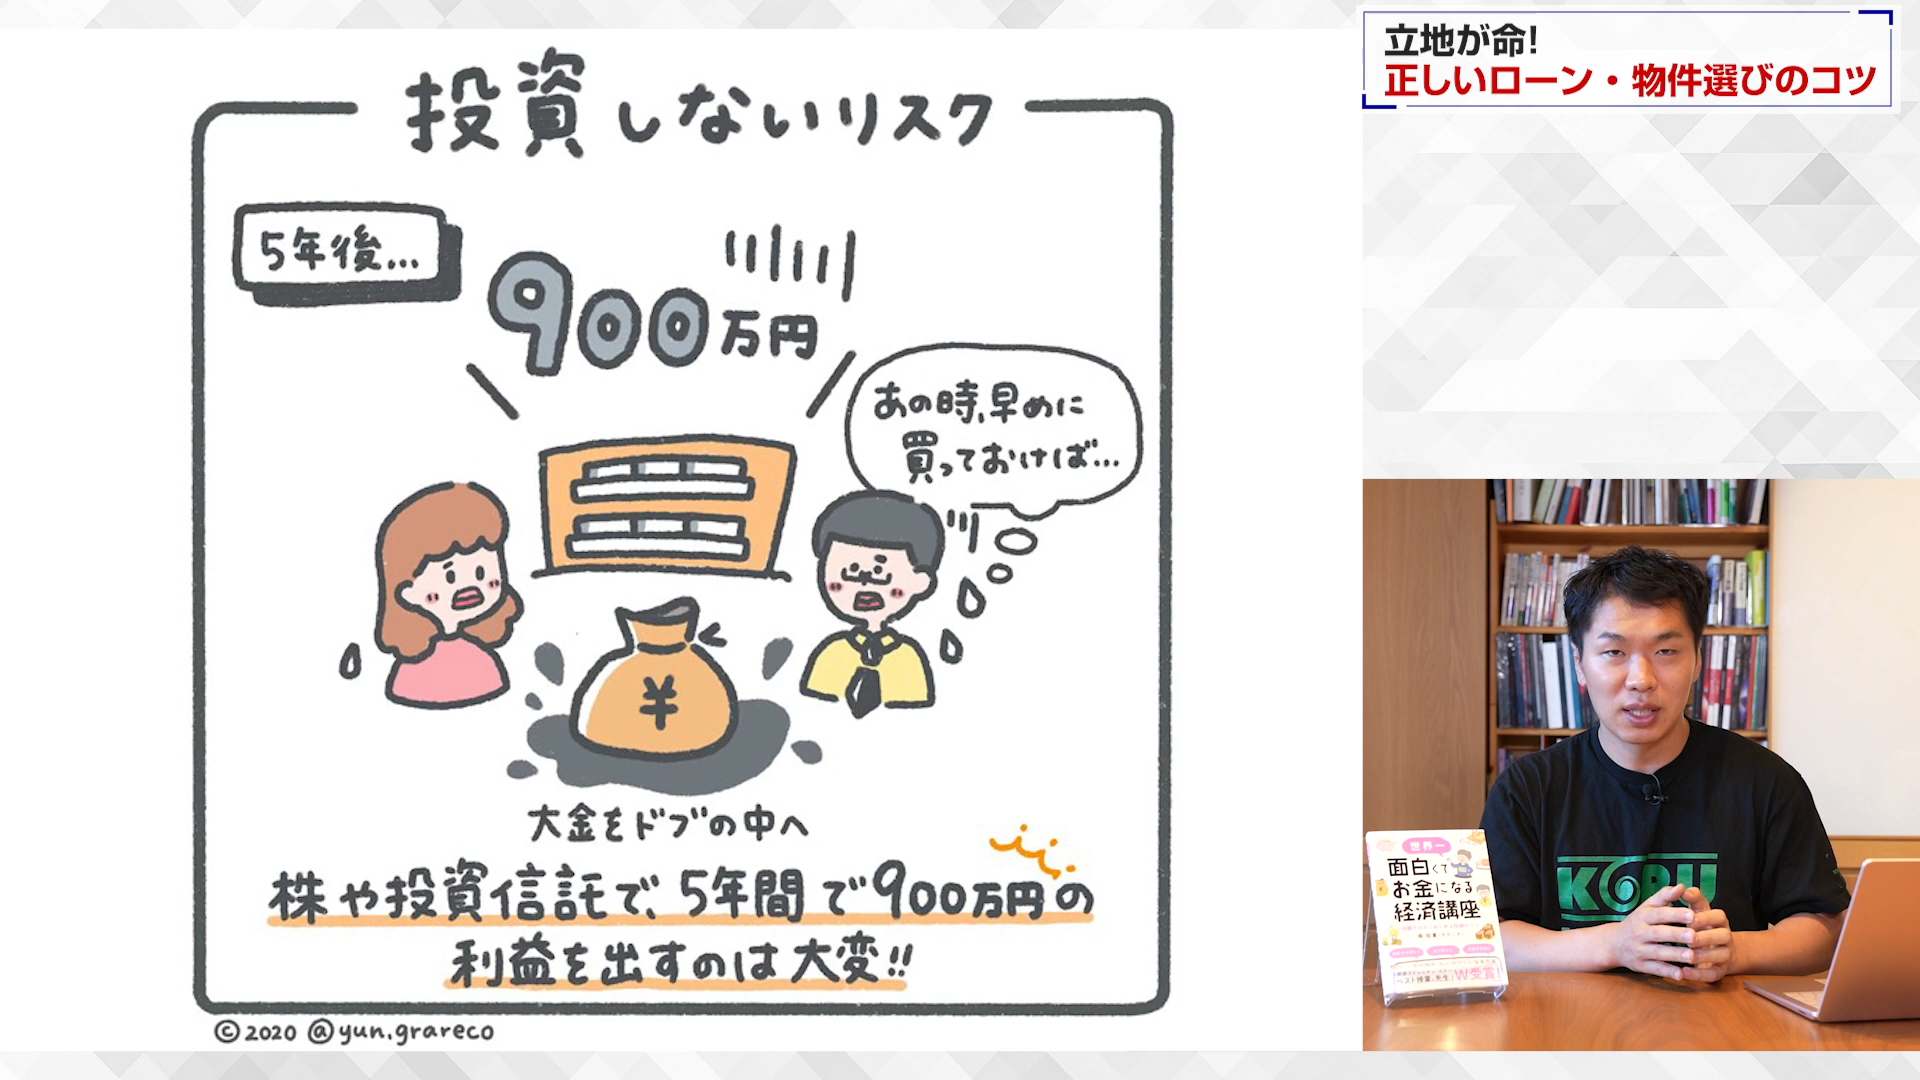 投資しないリスク
5年後...
900万円
あの時、早めに
買っておけば...
大金をドブの中へ
株や投資信託で、5年間で900万円の
利益を出すのは大変!!
©2020 @yun.grareco
立地が命!
正しいローン・物件選びのコツ
¥
世界一
面白くて
お金になる
経済講座
W受賞!